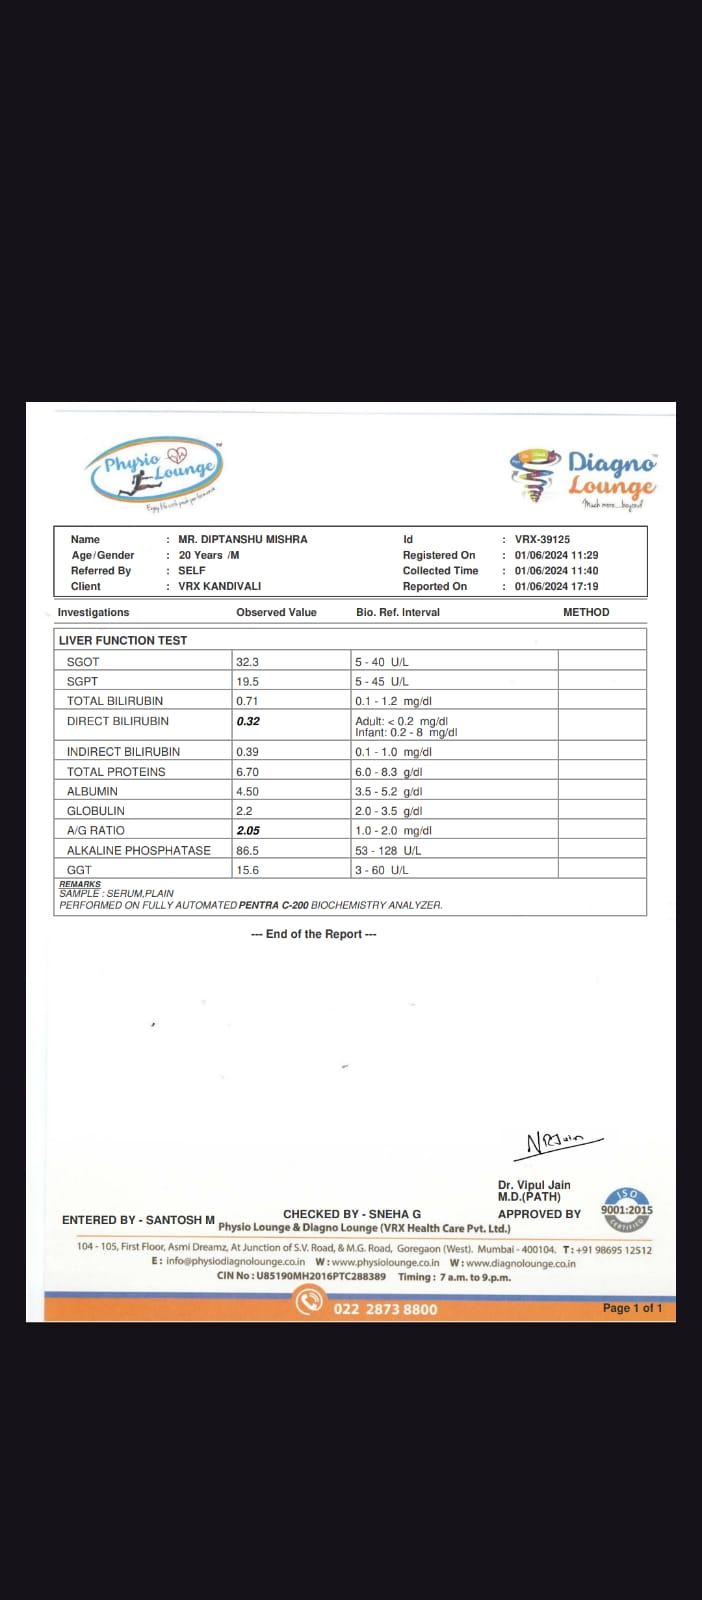 Physio Lounge
TM
Enjoy life with peak performance
Diagno™
Lounge
Much more...beyond
Name : MR. DIPTANSHU MISHRA Id : VRX-39125
Age/Gender : 20 Years /M Registered On : 01/06/2024 11:29
Referred By : SELF Collected Time : 01/06/2024 11:40
Client : VRX KANDIVALI Reported On : 01/06/2024 17:19
Investigations Observed Value Bio. Ref. Interval METHOD
LIVER FUNCTION TEST
SGOT 32.3 5 - 40 U/L
SGPT 19.5 5 - 45 U/L
TOTAL BILIRUBIN 0.71 0.1 - 1.2 mg/dl
DIRECT BILIRUBIN 0.32 Adult: < 0.2 mg/dl
Infant: 0.2 - 8 mg/dl
INDIRECT BILIRUBIN 0.39 0.1 - 1.0 mg/dl
TOTAL PROTEINS 6.70 6.0 - 8.3 g/dl
ALBUMIN 4.50 3.5 - 5.2 g/dl
GLOBULIN 2.2 2.0 - 3.5 g/dl
A/G RATIO 2.05 1.0 - 2.0 mg/dl
ALKALINE PHOSPHATASE 86.5 53 - 128 U/L
GGT 15.6 3 - 60 U/L
REMARKS
SAMPLE : SERUM,PLAIN
PERFORMED ON FULLY AUTOMATED PENTRA C-200 BIOCHEMISTRY ANALYZER.
--- End of the Report ---
NRJain
Dr. Vipul Jain
M.D.(PATH)
ENTERED BY - SANTOSH M CHECKED BY - SNEHA G APPROVED BY
ISO
9001:2015
CERTIFIED
Physio Lounge & Diagno Lounge (VRX Health Care Pvt. Ltd.)
104 - 105, First Floor, Asmi Dreamz, At Junction of S.V. Road, & M.G. Road, Goregaon (West). Mumbai - 400104. T : +91 98695 12512
E : info@physiodiagnolounge.co.in W : www.physiolounge.co.in W : www.diagnolounge.co.in
CIN No : U85190MH2016PTC288389 Timing : 7 a.m. to 9.p.m.
022 2873 8800
Page 1 of 1